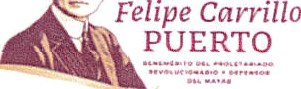 Felipe Carrillo
PUERTO
BENEMÉRITO DEL PROLETARIADO
REVOLUCIONARIO Y DEFENSOR
DEL MAYAB